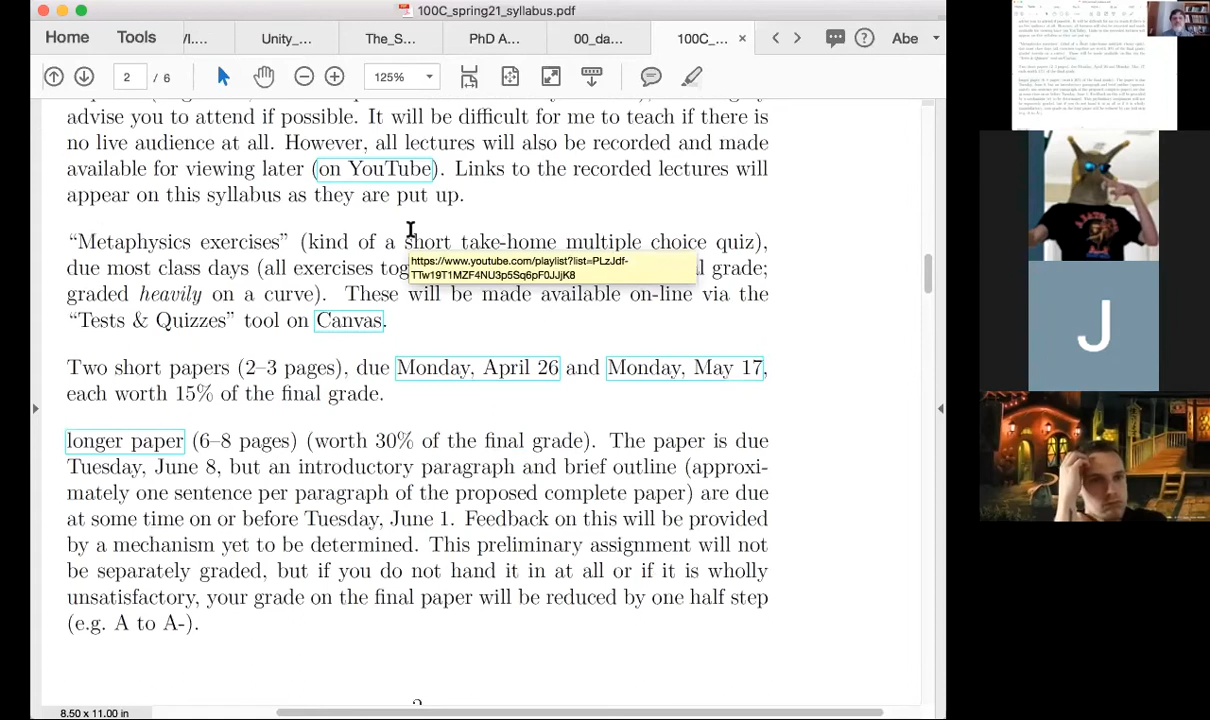 100C_spring21_syllabus.pdf
Home Tools /I.... Unity_... OA ... 00 da... 100C_... × Abe
2 / 6 125%
advise you to attend if possi- be difficult for me to teach if there is
no live audience at all. However, all lectures will also be recorded and made
available for viewing later (on YouTube). Links to the recorded lectures will
appear on this syllabus as they are put up.
“Metaphysics exercises” (kind of a short take-home multiple choice quiz),
https://www.youtube.com/playlist?list=PLzJdf-
due most class days (all exercises tog l grade;
TTw19T1MZF4NU3p5Sq6pF0JJjK8
graded heavily on a curve). These will be made available on-line via the
“Tests & Quizzes” tool on Canvas.
Two short papers (2–3 pages), due Monday, April 26 and Monday, May 17,
each worth 15% of the final grade.
longer paper (6–8 pages) (worth 30% of the final grade). The paper is due
Tuesday, June 8, but an introductory paragraph and brief outline (approxi-
mately one sentence per paragraph of the proposed complete paper) are due
at some time on or before Tuesday, June 1. Feedback on this will be provided
by a mechanism yet to be determined. This preliminary assignment will not
be separately graded, but if you do not hand it in at all or if it is wholly
unsatisfactory, your grade on the final paper will be reduced by one half step
(e.g. A to A-).
8.50 x 11.00 in
J